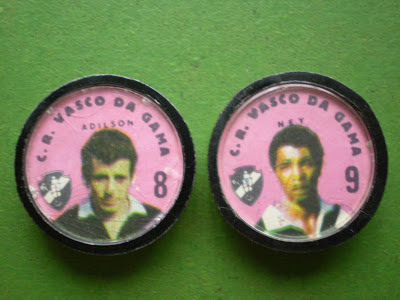 C. R. VASCO DA GAMA
ADILSON
8
C. R. VASCO DA GAMA
NEY
9